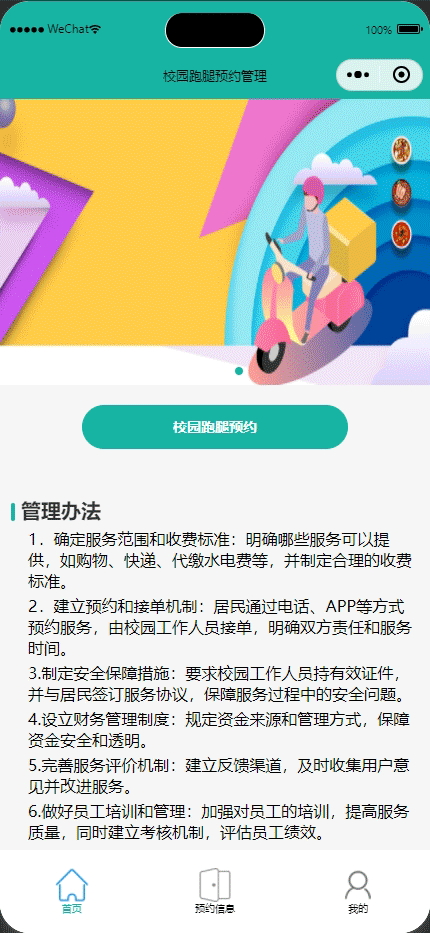 WeChat
100%
校园跑腿预约管理
校园跑腿预约
管理办法
1. 确定服务范围和收费标准：明确哪些服务可以提
供，如购物、快递、代缴水电费等，并制定合理的收费
标准。
2. 建立预约和接单机制：居民通过电话、APP等方式
预约服务，由校园工作人员接单，明确双方责任和服务
时间。
3.制定安全保障措施：要求校园工作人员持有效证件，
并与居民签订服务协议，保障服务过程中的安全问题。
4.设立财务管理制度：规定资金来源和管理方式，保障
资金安全和透明。
5.完善服务评价机制：建立反馈渠道，及时收集用户意
见并改进服务。
6.做好员工培训和管理：加强对员工的培训，提高服务
质量，同时建立考核机制，评估员工绩效。
首页
预约信息
我的